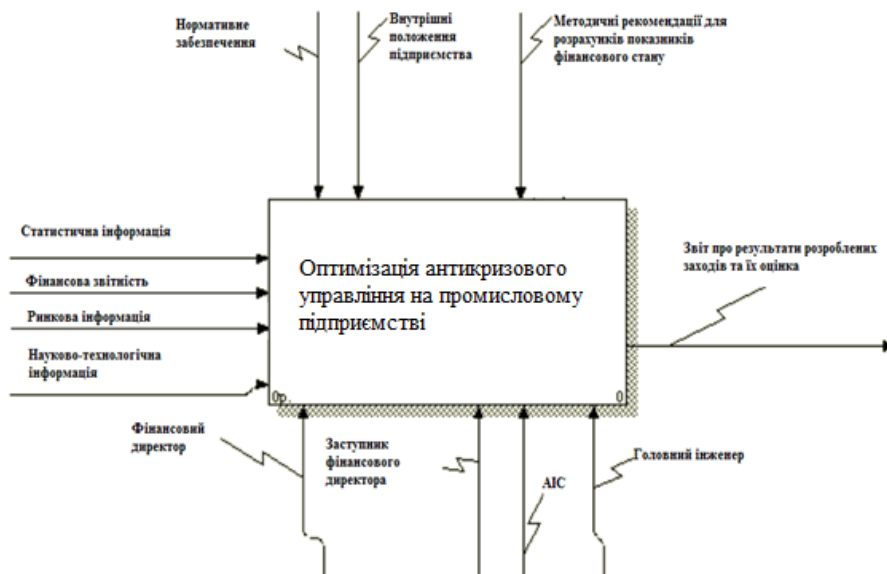 Нормативне
забезпечення
Внутрішні
положення
підприємства
Методичні рекомендації для
розрахунків показників
фінансового стану
Статистична інформація
Фінансова звітність
Ринкова інформація
Науково-технологічна
інформація
Оптимізація антикризового
управління на промисловому
підприємстві
0р.
0
Звіт про результати розроблених
заходів та їх оцінка
Фінансовий
директор
Заступник
фінансового
директора
АІС
Головний інженер